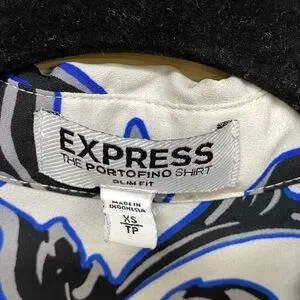 EXPRESS
THE PORTOFINO SHIRT
SLIM FIT
MADE IN
INDONESIA
XS
TP